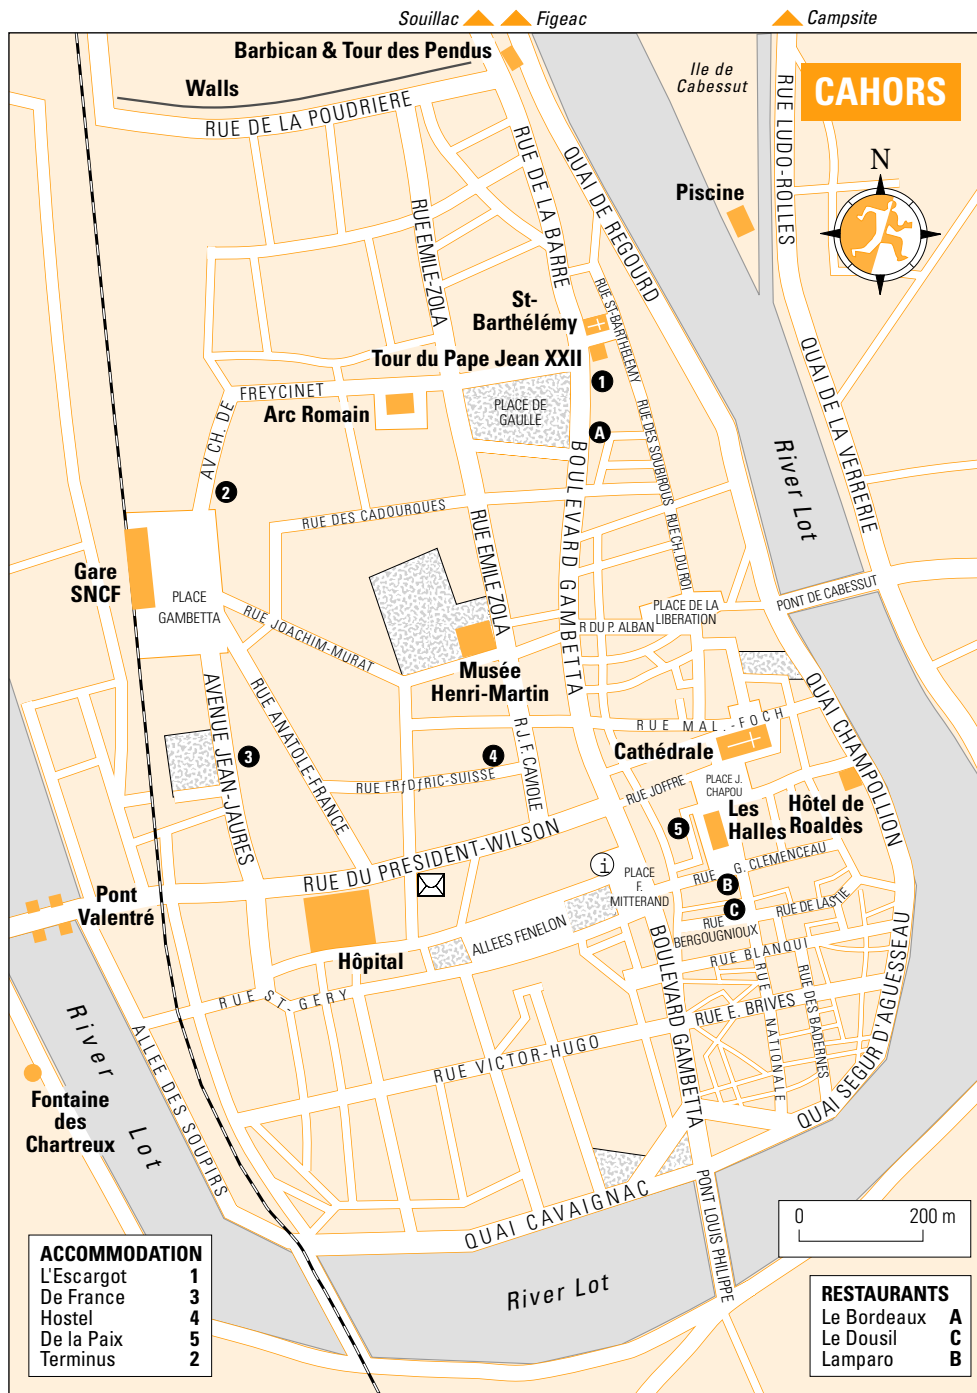 Souillac
Figeac
Campsite
Barbican & Tour des Pendus
Walls
RUE DE LA POUDRIERE
Ile de
Cabessut
CAHORS
RUE LUDO-ROLLES
N
QUAI DE REGOURD
RUE DE LA BARRE
RUE EMILE-ZOLA
Piscine
St-
Barthélémy
RUE ST-BARTHELEMY
Tour du Pape Jean XXII
AV CH. DE FREYCINET
Arc Romain
PLACE DE
GAULLE
1
A
RUE DES SOUBIROUS
QUAI DE LA VERRERIE
River Lot
2
RUE DES CADOURQUES
BOULEVARD GAMBETTA
RUE EMILE ZOLA
RUE CH. DU ROI
Gare
SNCF
PLACE
GAMBETTA
RUE JOACHIM-MURAT
PLACE DE LA
LIBERATION
R DU P. ALBAN
PONT DE CABESSUT
Musée
Henri-Martin
AVENUE JEAN-JAURES
RUE ANATOLE-FRANCE
RUE MAL.-FOCH
QUAI CHAMPOLLION
Cathédrale
3
4
R J. F. CAVIOLE
RUE FRƒDƒRIC-SUISSE
RUE JOFFRE
PLACE J.
CHAPOU
Les
Halles
Hôtel de
Roaldès
5
RUE DU PRESIDENT-WILSON
i
PLACE
F.
MITTERAND
RUE G. CLEMENCEAU
B
C
Pont
Valentré
Hôpital
ALLEES FENELON
RUE
BERGOUGNIOUX
RUE DE LASTIE
RUE BLANQUI
RUE ST. GERY
BOULEVARD GAMBETTA
RUE E. BRIVES
RUE NATIONALE
RUE DES BADERNES
QUAI SEGUR D'AGUESSEAU
RUE VICTOR-HUGO
River Lot
ALLEE DES SOUPIRS
Fontaine
des
Chartreux
QUAI CAVAIGNAC
PONT LOUIS PHILIPPE
River Lot
0 200 m
ACCOMMODATION
L'Escargot 1
De France 3
Hostel 4
De la Paix 5
Terminus 2
RESTAURANTS
Le Bordeaux A
Le Dousil C
Lamparo B